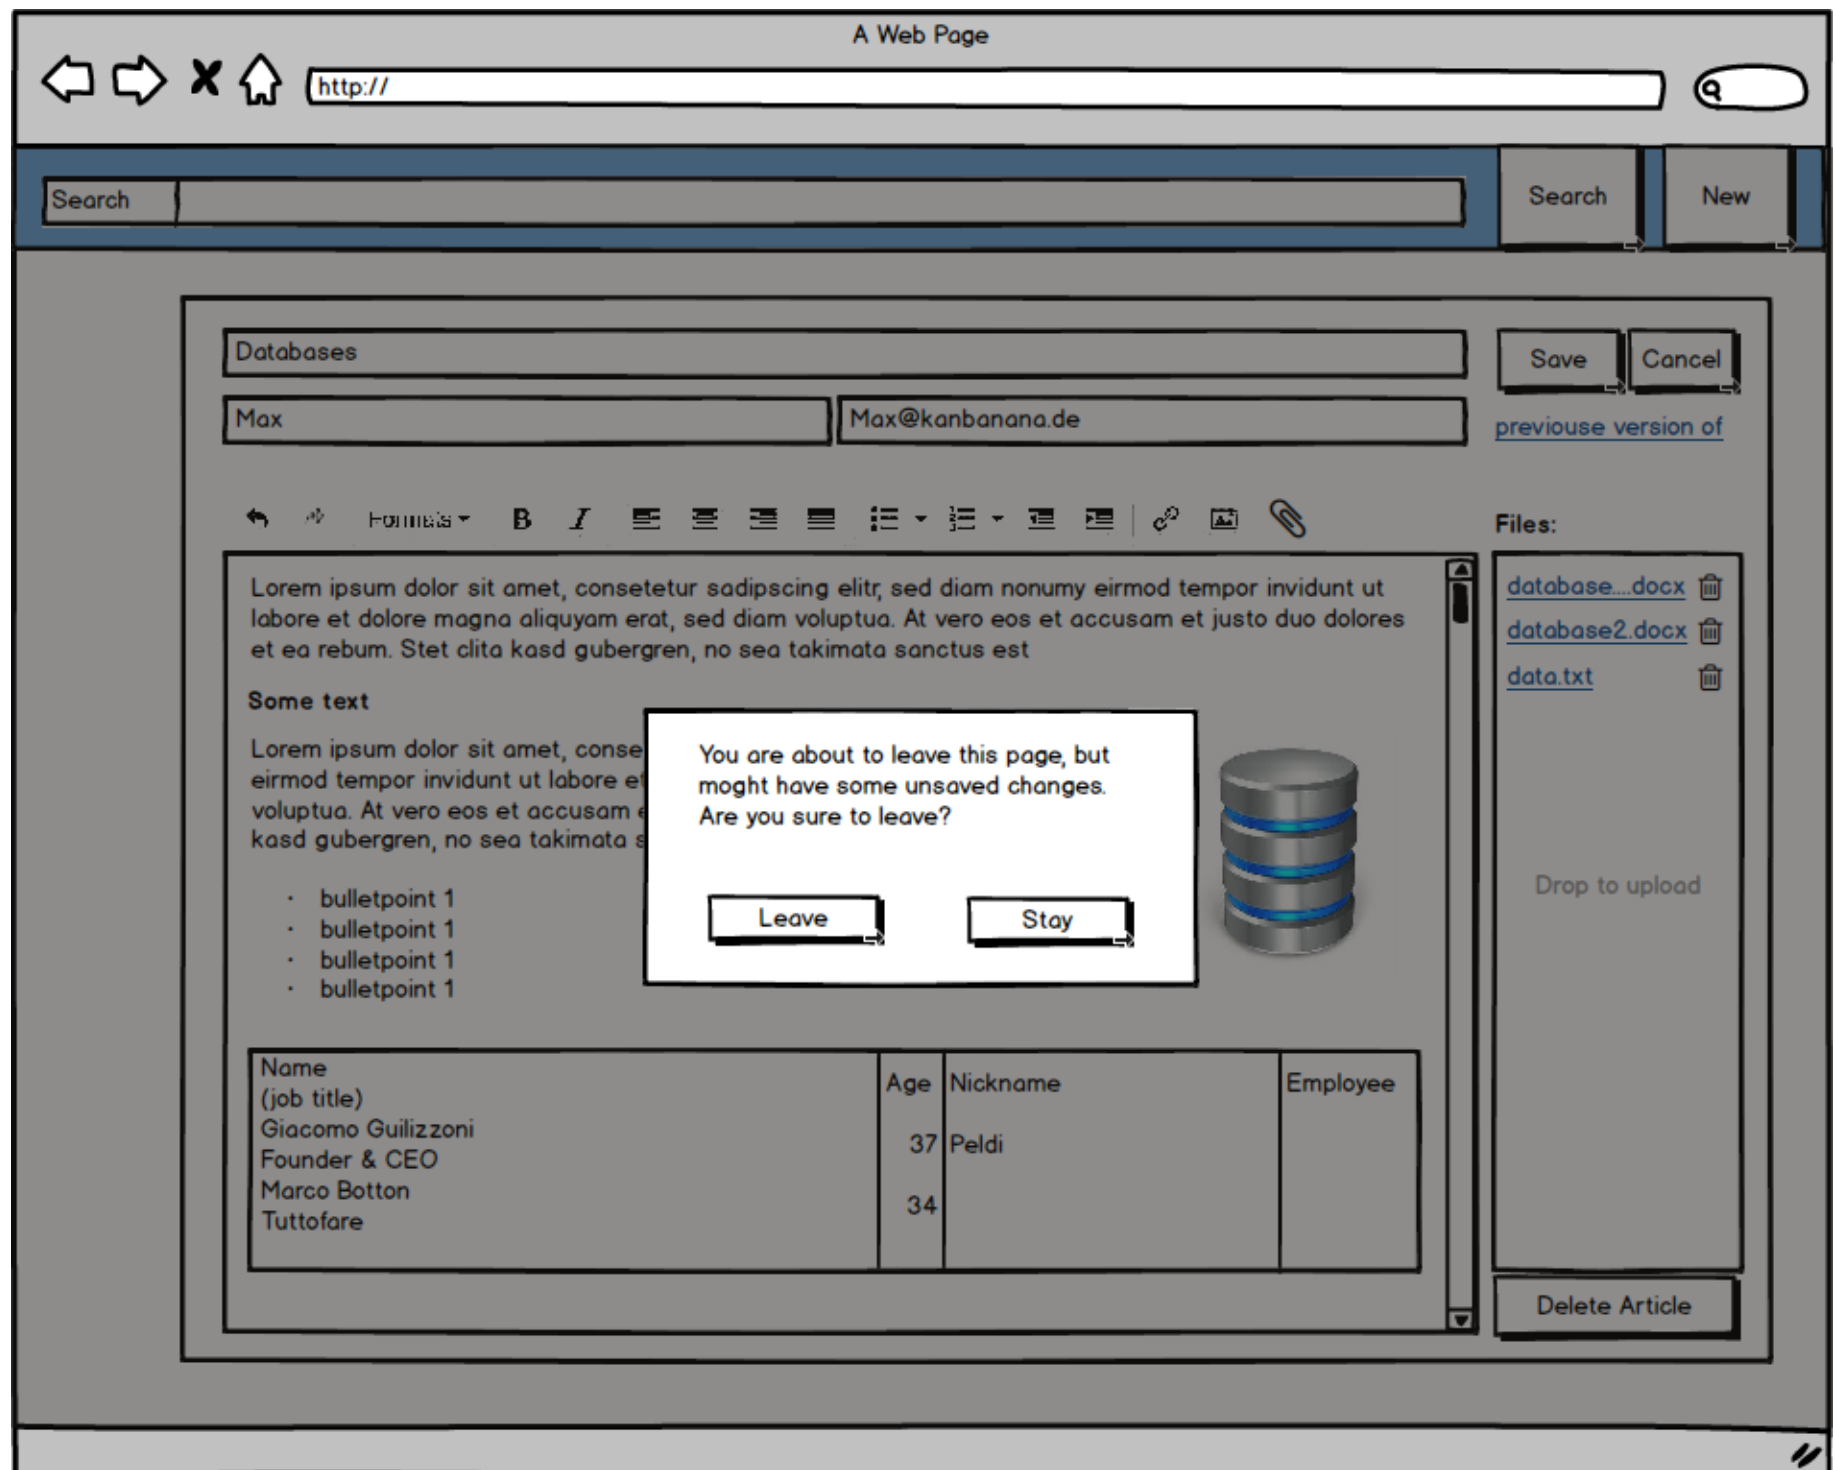 A Web Page
http://
Search
Search
New
Databases
Save
Cancel
Max
Max@kanbanana.de
previouse version of
Formats
B I
Files:
Lorem ipsum dolor sit amet, consetetur sadipscing elitr, sed diam nonumy eirmod tempor invidunt ut
labore et dolore magna aliquyam erat, sed diam voluptua. At vero eos et accusam et justo duo dolores
et ea rebum. Stet clita kasd gubergren, no sea takimata sanctus est
database....docx
database2.docx
data.txt
Some text
Lorem ipsum dolor sit amet, conse
eirmod tempor invidunt ut labore et
voluptua. At vero eos et accusam
kasd gubergren, no sea takimata
You are about to leave this page, but
moght have some unsaved changes.
Are you sure to leave?
Leave
Stay
Drop to upload
· bulletpoint 1
· bulletpoint 1
· bulletpoint 1
· bulletpoint 1
Name
(job title)
Age
Nickname
Employee
Giacomo Guilizzoni
Founder & CEO
37
Peldi
Marco Botton
Tuttofare
34
Delete Article